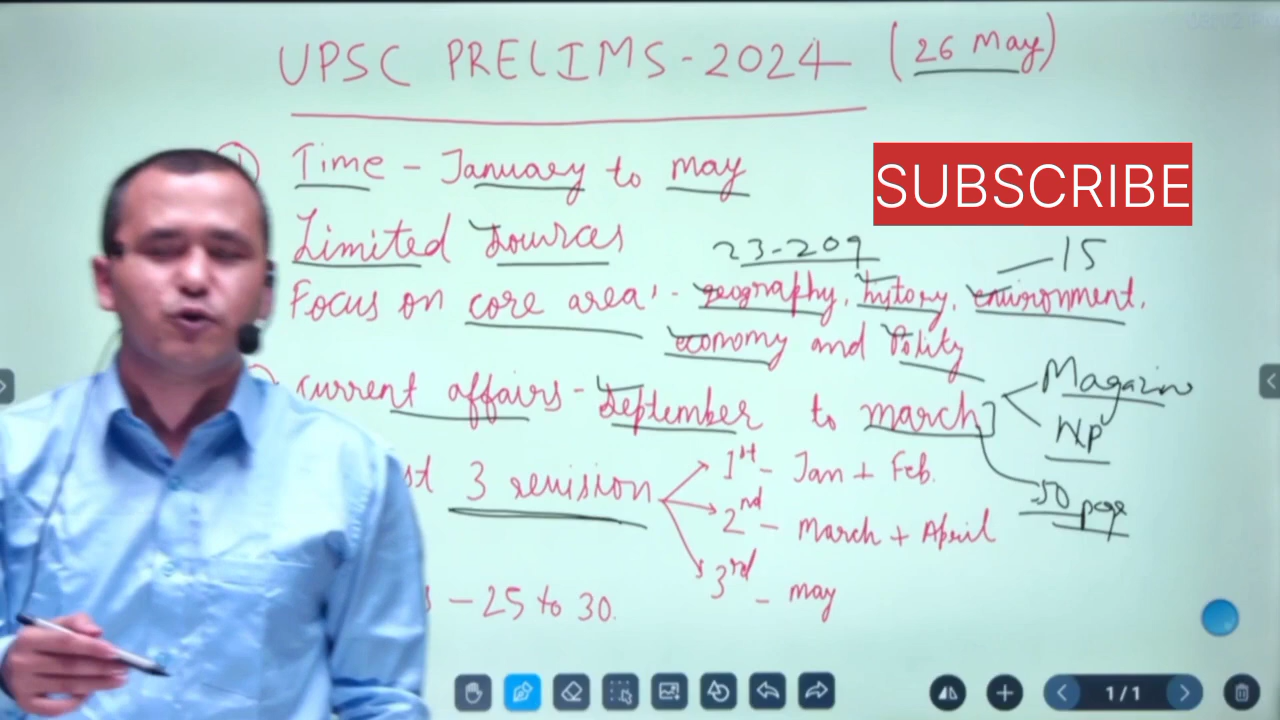 UPSC PRELIMS-2024 (26 May)
① Time - January to may
SUBSCRIBE
Limited Sources
23-209 15
Focus on core area - geography, history, environment,
economy and Polity
current affairs - September to march] Magazine
NP
3 revision 1st - Jan + Feb.
50 page
2nd - March + April
3rd - may
- 25 to 30.
1/1